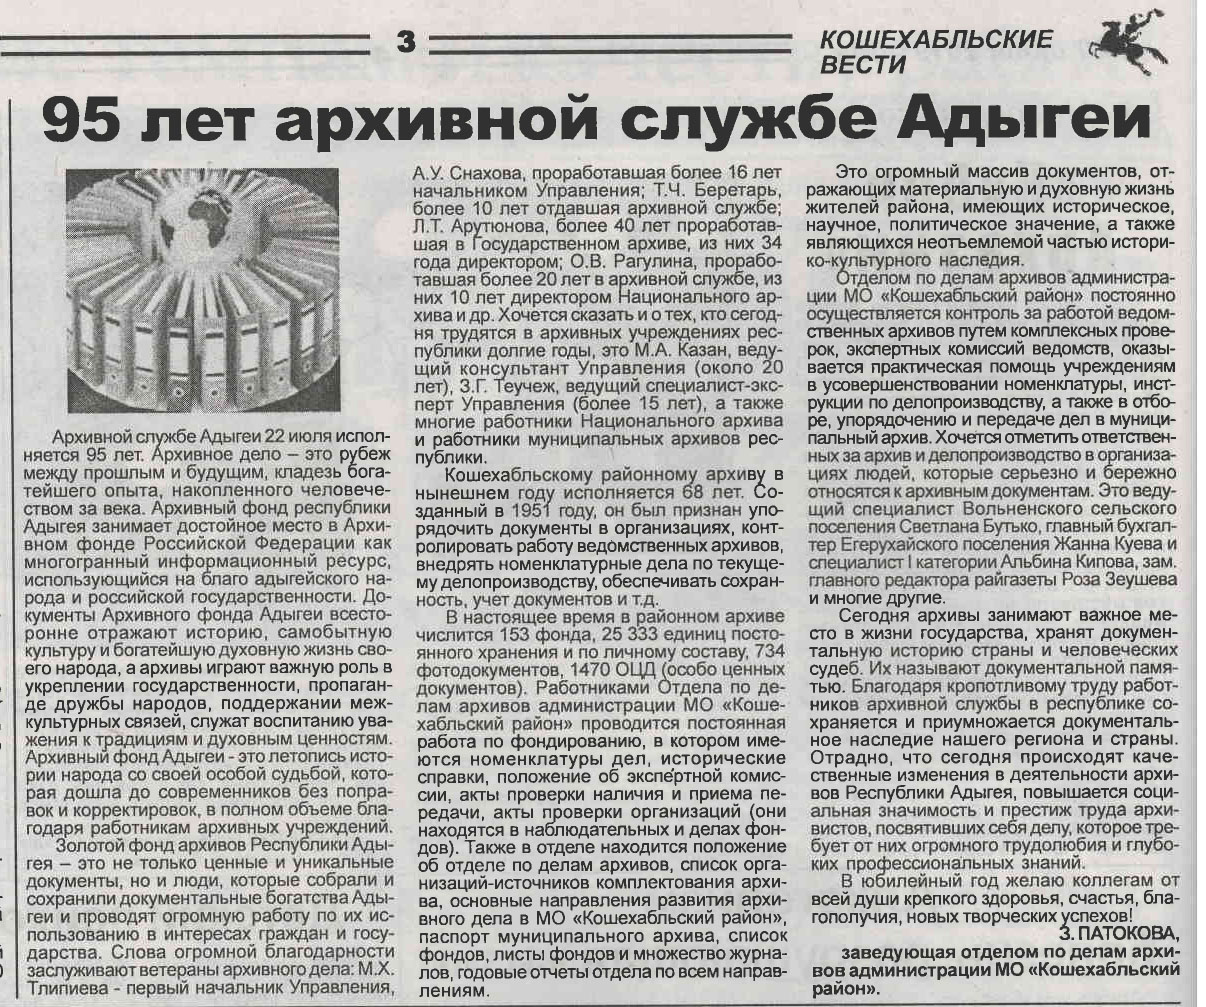 3
КОШЕХАБЛЬСКИЕ
ВЕСТИ
95 лет архивной службе Адыгеи
Архивной службе Адыгеи 22 июля испол-
няется 95 лет. Архивное дело – это рубеж
между прошлым и будущим, кладезь бога-
тейшего опыта, накопленного человече-
ством за века. Архивный фонд республики
Адыгея занимает достойное место в Архи-
вном фонде Российской Федерации как
многогранный информационный ресурс,
использующийся на благо адыгейского на-
рода и российской государственности. До-
кументы Архивного фонда Адыгеи всесто-
ронне отражают историю, самобытную
культуру и богатейшую духовную жизнь сво-
его народа, а архивы играют важную роль в
укреплении государственности, пропаган-
де дружбы народов, поддержании меж-
культурных связей, служат воспитанию ува-
жения к традициям и духовным ценностям.
Архивный фонд Адыгеи - это летопись исто-
рии народа со своей особой судьбой, кото-
рая дошла до современников без попра-
вок и корректировок, в полном объеме бла-
годаря работникам архивных учреждений.
Золотой фонд архивов Республики Ады-
гея – это не только ценные и уникальные
документы, но и люди, которые собрали и
сохранили документальные богатства Ады-
геи и проводят огромную работу по их ис-
пользованию в интересах граждан и госу-
дарства. Слова огромной благодарности
заслуживают ветераны архивного дела: М.Х.
Тлипиева - первый начальник Управления,
А.У. Снахова, проработавшая более 16 лет
начальником Управления; Т.Ч. Беретарь,
более 10 лет отдавшая архивной службе;
Л.Т. Арутюнова, более 40 лет проработав-
шая в Государственном архиве, из них 34
года директором; О.В. Рагулина, прорабо-
тавшая более 20 лет в архивной службе, из
них 10 лет директором Национального ар-
хива и др. Хочется сказать и о тех, кто сегод-
ня трудятся в архивных учреждениях рес-
публики долгие годы, это М.А. Казан, веду-
щий консультант Управления (около 20
лет), З.Г. Теучеж, ведущий специалист-экс-
перт Управления (более 15 лет), а также
многие работники Национального архива
и работники муниципальных архивов рес-
публики.
Кошехабльскому районному архиву в
нынешнем году исполняется 68 лет. Со-
зданный в 1951 году, он был признан упо-
рядочить документы в организациях, конт-
ролировать работу ведомственных архивов,
внедрять номенклатурные дела по текуще-
му делопроизводству, обеспечивать сохран-
ность, учет документов и т.д.
В настоящее время в районном архиве
числится 153 фонда, 25 333 единиц посто-
янного хранения и по личному составу, 734
фотодокументов, 1470 ОЦД (особо ценных
документов). Работниками Отдела по де-
лам архивов администрации МО «Коше-
хабльский район» проводится постоянная
работа по фондированию, в котором име-
ются номенклатуры дел, исторические
справки, положение об экспертной комис-
сии, акты проверки наличия и приема пе-
редачи, акты проверки организаций (они
находятся в наблюдательных и делах фон-
дов). Также в отделе находится положение
об отделе по делам архивов, список орга-
низаций-источников комплектования архи-
ва, основные направления развития архи-
вного дела в МО «Кошехабльский район»,
паспорт муниципального архива, список
фондов, листы фондов и множество журна-
лов, годовые отчеты отдела по всем направ-
лениям.
Это огромный массив документов, от-
ражающих материальную и духовную жизнь
жителей района, имеющих историческое,
научное, политическое значение, а также
являющихся неотъемлемой частью истори-
ко-культурного наследия.
Отделом по делам архивов администра-
ции МО «Кошехабльский район» постоянно
осуществляется контроль за работой ведом-
ственных архивов путем комплексных прове-
рок, экспертных комиссий ведомств, оказы-
вается практическая помощь учреждениям
в усовершенствовании номенклатуры, инст-
рукции по делопроизводству, а также в отбо-
ре, упорядочению и передаче дел в муници-
пальный архив. Хочется отметить ответствен-
ных за архив и делопроизводство в организа-
циях людей, которые серьезно и бережно
относятся к архивным документам. Это веду-
щий специалист Вольненского сельского
поселения Светлана Бутько, главный бухгал-
тер Егерухайского поселения Жанна Куева и
специалист I категории Альбина Кипова, зам.
главного редактора райгазеты Роза Зеушева
и многие другие.
Сегодня архивы занимают важное ме-
сто в жизни государства, хранят докумен-
тальную историю страны и человеческих
судеб. Их называют документальной памя-
тью. Благодаря кропотливому труду работ-
ников архивной службы в республике со-
храняется и приумножается документаль-
ное наследие нашего региона и страны.
Отрадно, что сегодня происходят каче-
ственные изменения в деятельности архи-
вов Республики Адыгея, повышается соци-
альная значимость и престиж труда архи-
вистов, посвятивших себя делу, которое тре-
бует от них огромного трудолюбия и глубо-
ких профессиональных знаний.
В юбилейный год желаю коллегам от
всей души крепкого здоровья, счастья, бла-
гополучия, новых творческих успехов!
З. ПАТОКОВА,
заведующая отделом по делам архи-
вов администрации МО «Кошехабльский
район».